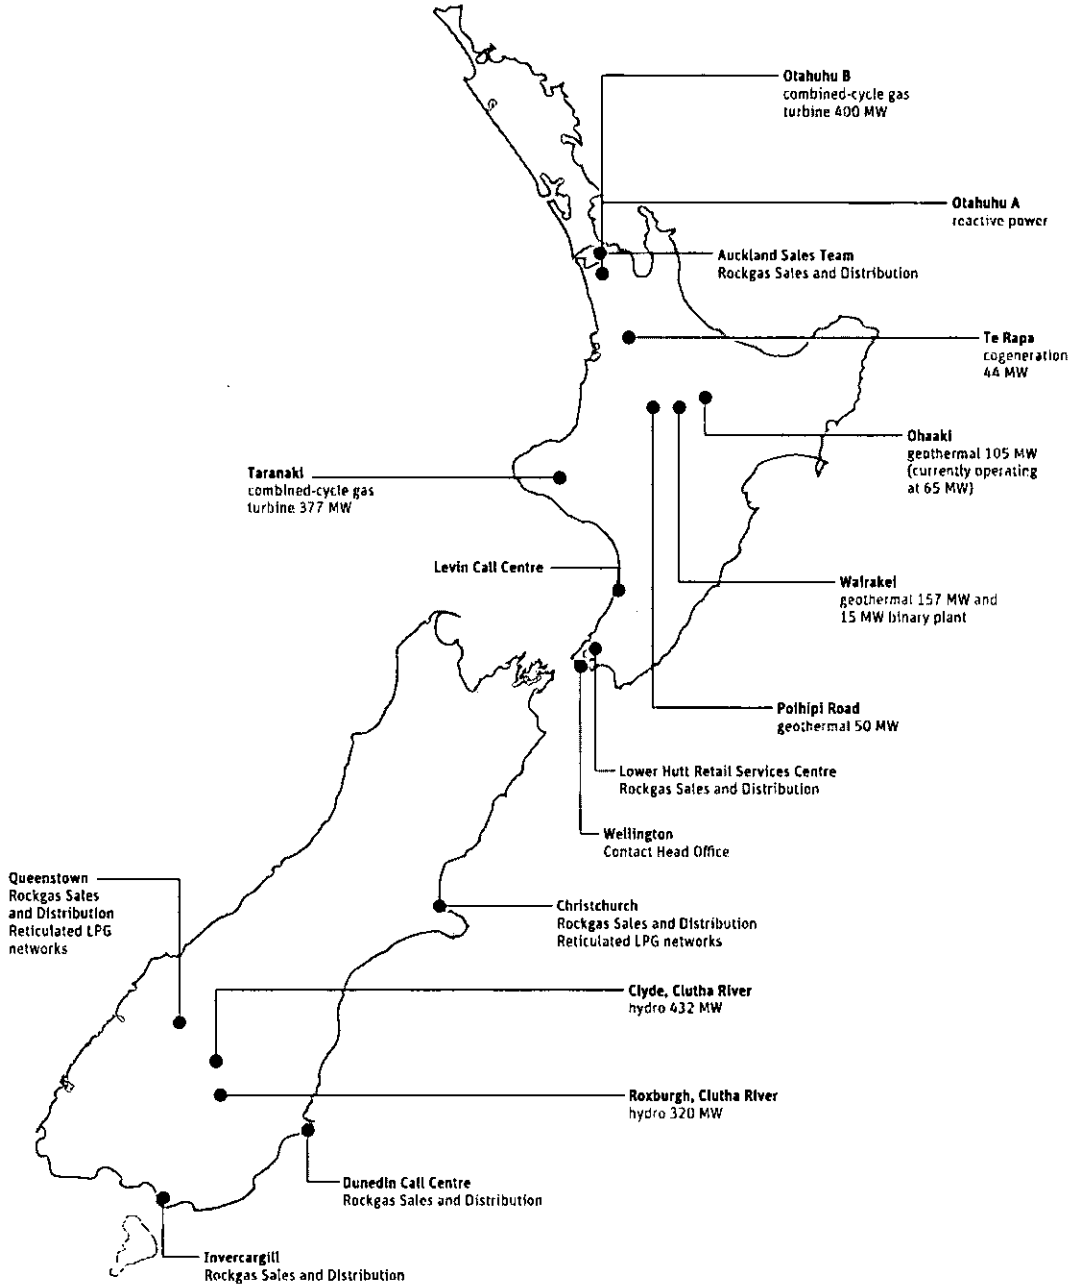 Otahuhu B
combined-cycle gas
turbine 400 MW
Otahuhu A
reactive power
Auckland Sales Team
Rockgas Sales and Distribution
Te Rapa
cogeneration
44 MW
Ohaaki
geothermal 105 MW
(currently operating
at 65 MW)
Taranaki
combined-cycle gas
turbine 377 MW
Levin Call Centre
Wairakei
geothermal 157 MW and
15 MW binary plant
Poihipi Road
geothermal 50 MW
Lower Hutt Retail Services Centre
Rockgas Sales and Distribution
Wellington
Contact Head Office
Queenstown
Rockgas Sales
and Distribution
Reticulated LPG
networks
Christchurch
Rockgas Sales and Distribution
Reticulated LPG networks
Clyde, Clutha River
hydro 432 MW
Roxburgh, Clutha River
hydro 320 MW
Dunedin Call Centre
Rockgas Sales and Distribution
Invercargill
Rockgas Sales and Distribution